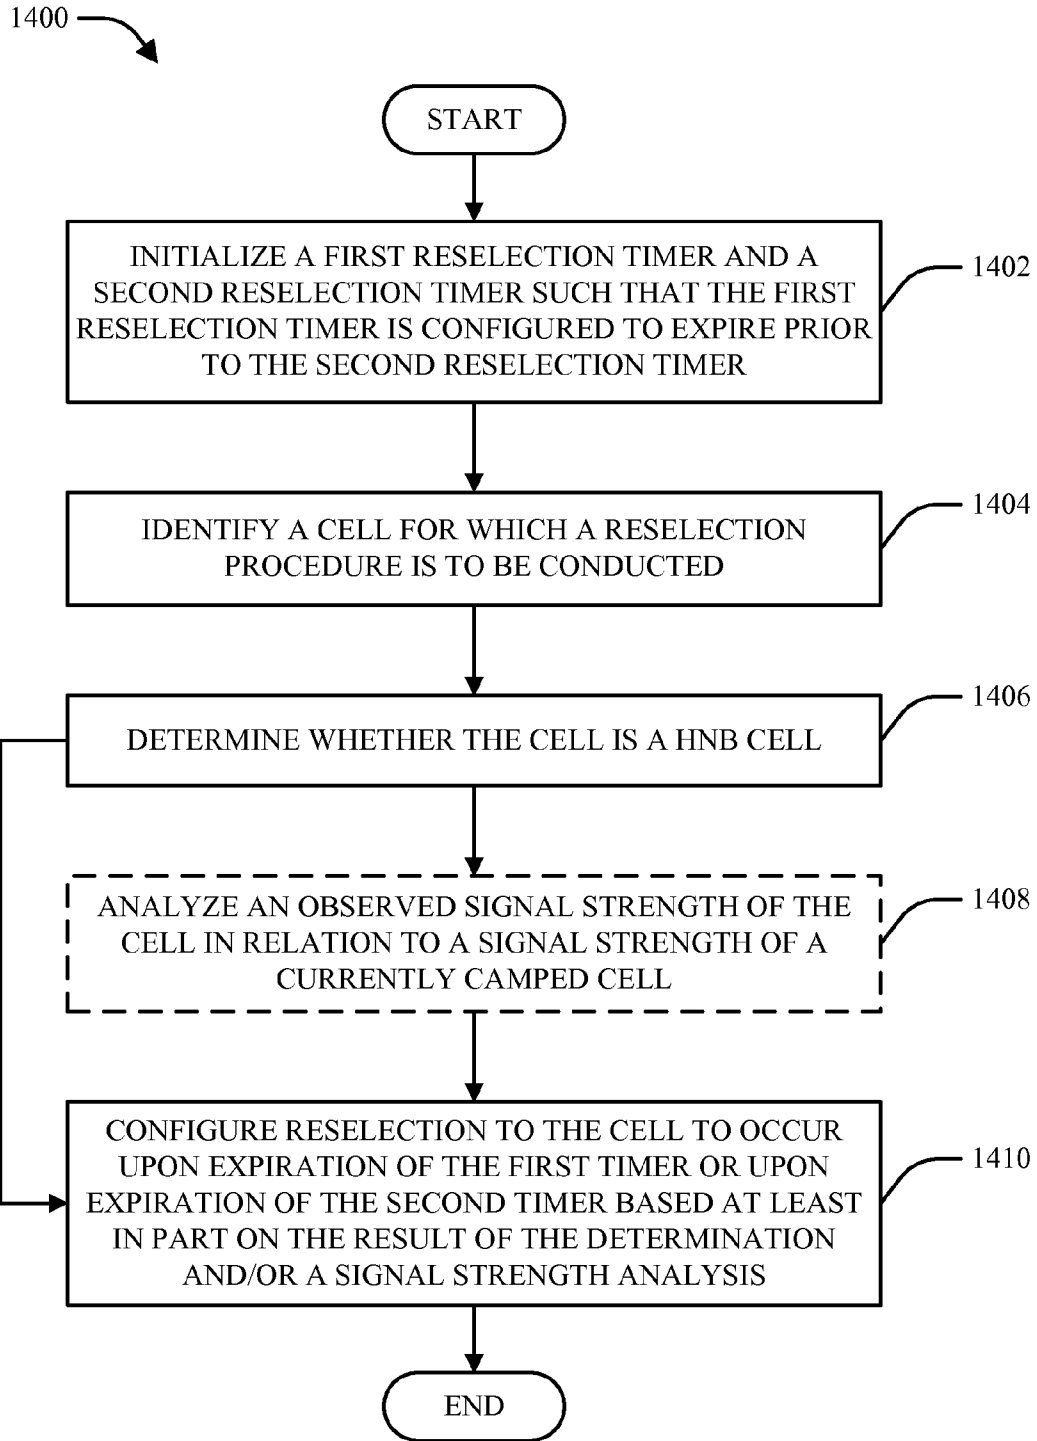 1400
START
INITIALIZE A FIRST RESELECTION TIMER AND A
SECOND RESELECTION TIMER SUCH THAT THE FIRST
RESELECTION TIMER IS CONFIGURED TO EXPIRE PRIOR
TO THE SECOND RESELECTION TIMER
1402
IDENTIFY A CELL FOR WHICH A RESELECTION
PROCEDURE IS TO BE CONDUCTED
1404
DETERMINE WHETHER THE CELL IS A HNB CELL
1406
ANALYZE AN OBSERVED SIGNAL STRENGTH OF THE
CELL IN RELATION TO A SIGNAL STRENGTH OF A
CURRENTLY CAMPED CELL
1408
CONFIGURE RESELECTION TO THE CELL TO OCCUR
UPON EXPIRATION OF THE FIRST TIMER OR UPON
EXPIRATION OF THE SECOND TIMER BASED AT LEAST
IN PART ON THE RESULT OF THE DETERMINATION
AND/OR A SIGNAL STRENGTH ANALYSIS
1410
END